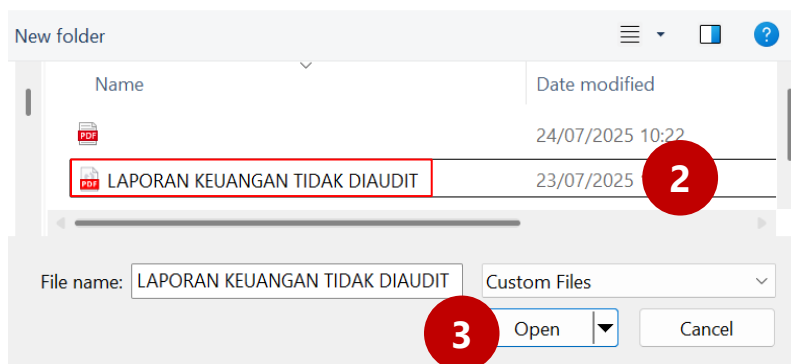 New folder
?
Name Date modified
PDF 24/07/2025 10:22
PDF LAPORAN KEUANGAN TIDAK DIAUDIT 23/07/2025 2
File name: LAPORAN KEUANGAN TIDAK DIAUDIT Custom Files
3 Open Cancel